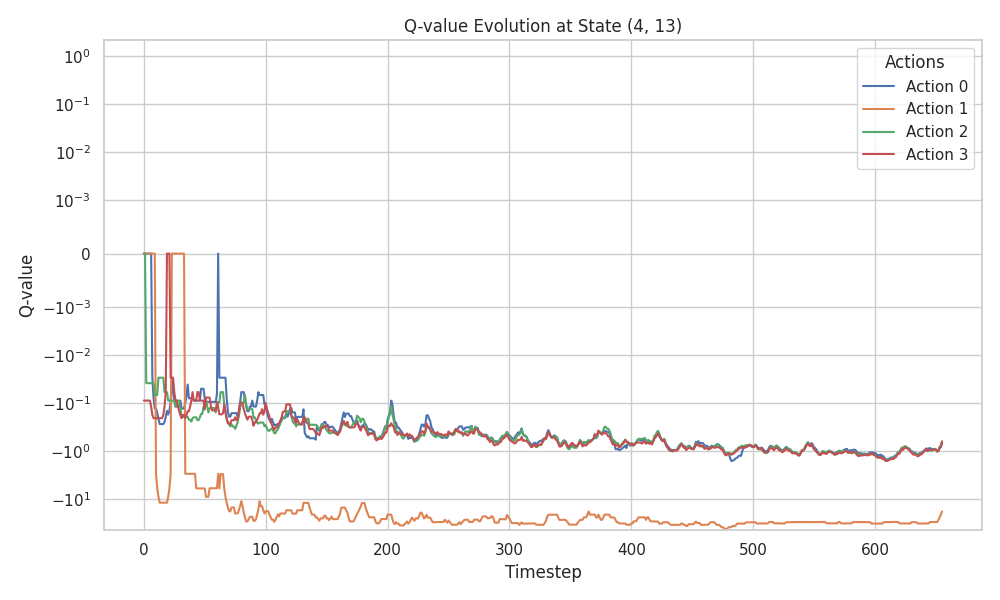 Q-value Evolution at State (4, 13)
Actions
Action 0
Action 1
Action 2
Action 3
Q-value
10⁰
10⁻¹
10⁻²
10⁻³
0
−10⁻³
−10⁻²
−10⁻¹
−10⁰
−10¹
0 100 200 300 400 500 600
Timestep